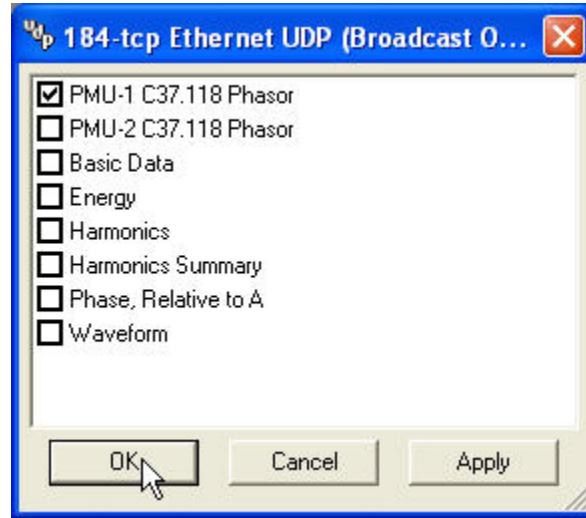 Udp 184-tcp Ethernet UDP (Broadcast O...
PMU-1 C37.118 Phasor
PMU-2 C37.118 Phasor
Basic Data
Energy
Harmonics
Harmonics Summary
Phase, Relative to A
Waveform
OK Cancel Apply